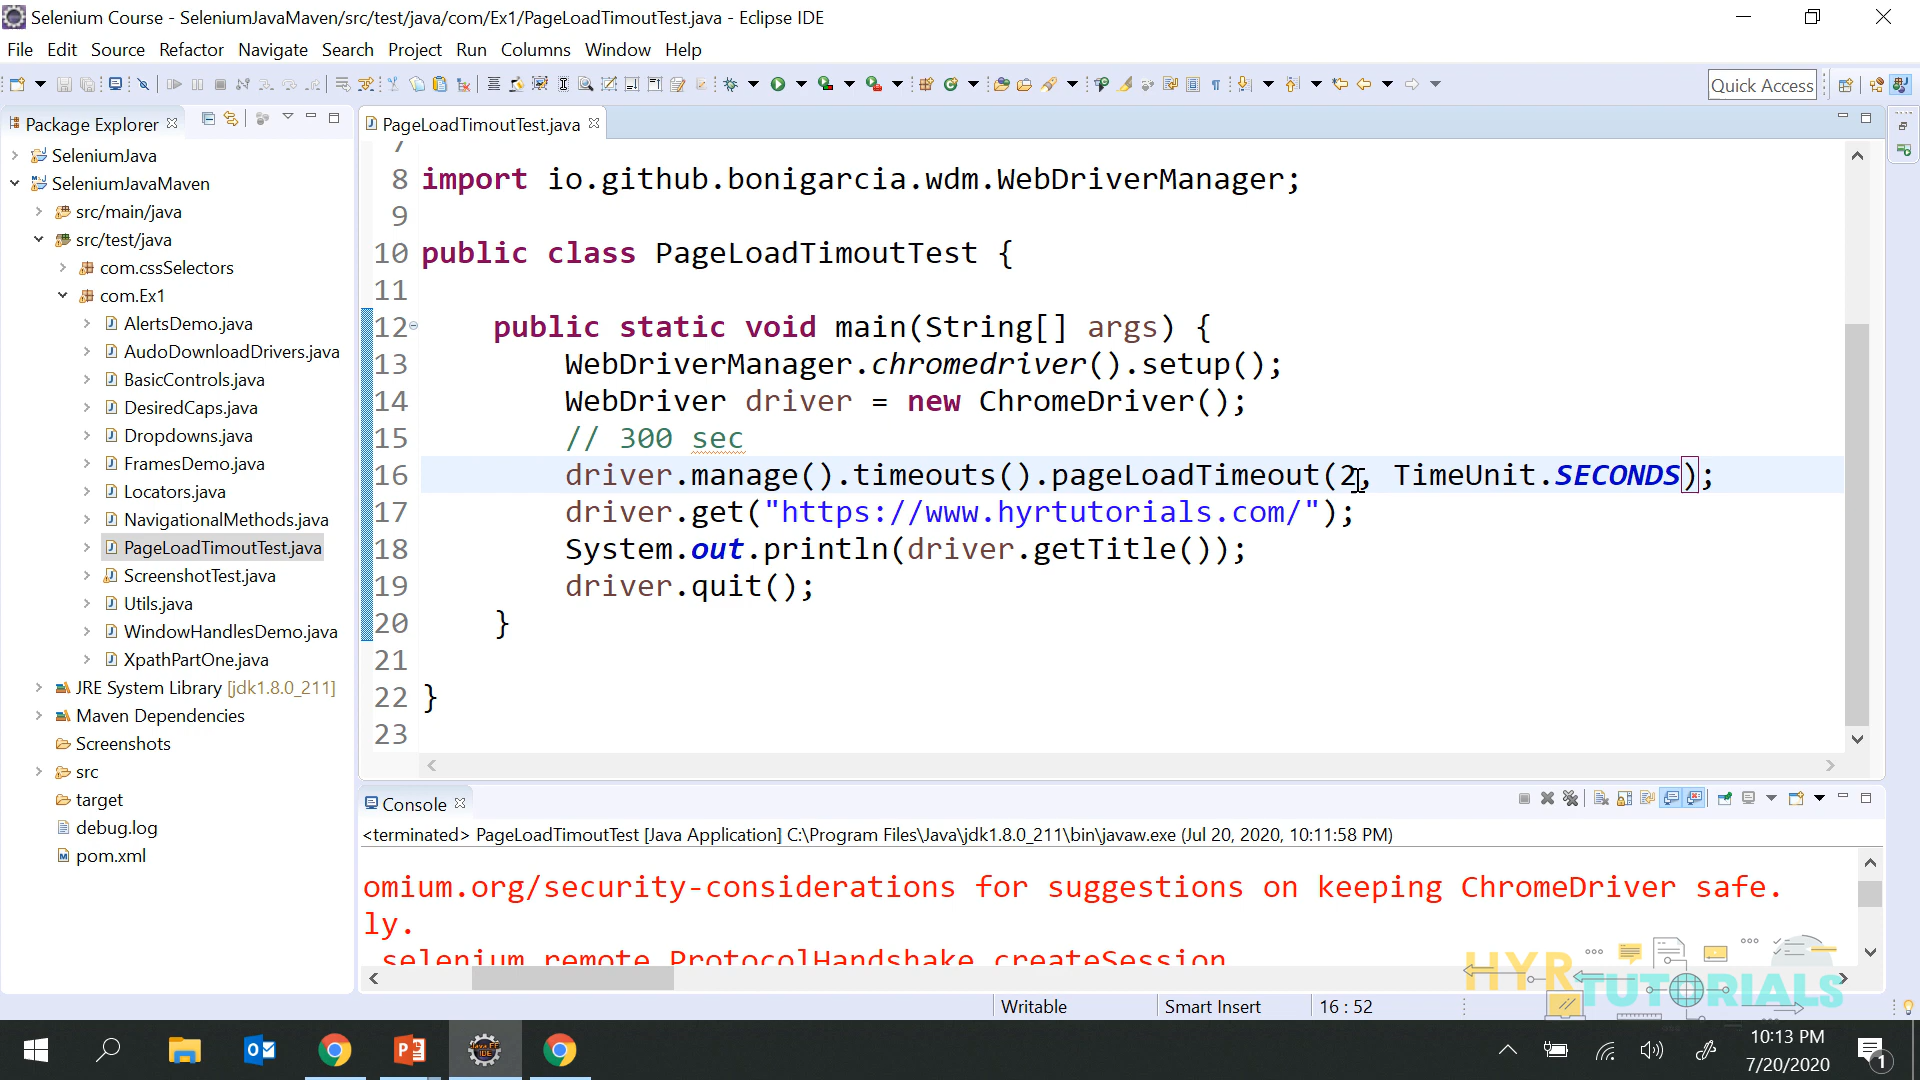 Selenium Course - SeleniumJavaMaven/src/test/java/com/Ex1/PageLoadTimoutTest.java - Eclipse IDE
File Edit Source Refactor Navigate Search Project Run Columns Window Help
Quick Access
Package Explorer
SeleniumJava
SeleniumJavaMaven
src/main/java
src/test/java
com.cssSelectors
com.Ex1
AlertsDemo.java
AudoDownloadDrivers.java
BasicControls.java
DesiredCaps.java
Dropdowns.java
FramesDemo.java
Locators.java
NavigationalMethods.java
PageLoadTimoutTest.java
ScreenshotTest.java
Utils.java
WindowHandlesDemo.java
XpathPartOne.java
JRE System Library [jdk1.8.0_211]
Maven Dependencies
Screenshots
src
target
debug.log
pom.xml
PageLoadTimoutTest.java
7
8 import io.github.bonigarcia.wdm.WebDriverManager;
9
10 public class PageLoadTimoutTest {
11
12 public static void main(String[] args) {
13 WebDriverManager.chromedriver().setup();
14 WebDriver driver = new ChromeDriver();
15 // 300 sec
16 driver.manage().timeouts().pageLoadTimeout(2, TimeUnit.SECONDS);
17 driver.get("https://www.hyrtutorials.com/");
18 System.out.println(driver.getTitle());
19 driver.quit();
20 }
21
22 }
23
Console
<terminated> PageLoadTimoutTest [Java Application] C:\Program Files\Java\jdk1.8.0_211\bin\javaw.exe (Jul 20, 2020, 10:11:58 PM)
omium.org/security-considerations for suggestions on keeping ChromeDriver safe.
ly.
selenium.remote.ProtocolHandshake createSession
HYR TUTORIALS
Writable Smart Insert 16 : 52
10:13 PM
7/20/2020
1